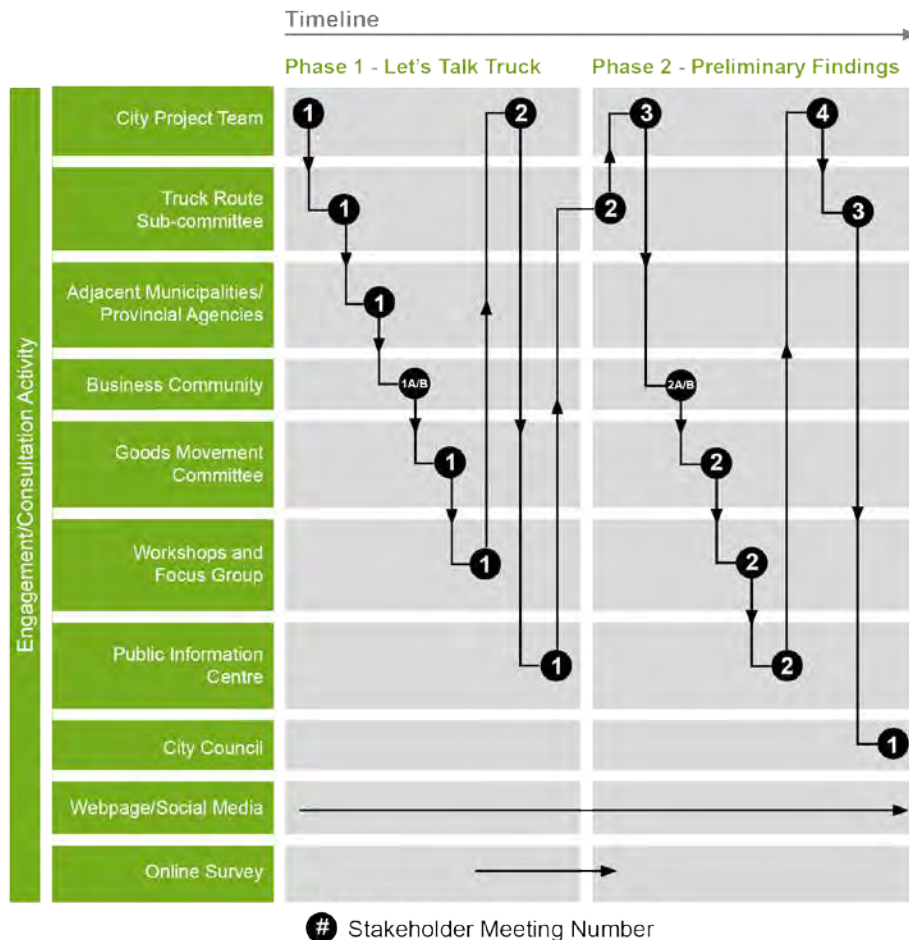 Timeline
Phase 1 - Let's Talk Truck
Phase 2 - Preliminary Findings
Engagement/Consultation Activity
City Project Team
1
2
3
4
Truck Route
Sub-committee
1
2
3
Adjacent Municipalities/
Provincial Agencies
1
Business Community
1A/B
2A/B
Goods Movement
Committee
1
2
Workshops and
Focus Group
1
2
Public Information
Centre
1
2
City Council
1
Webpage/Social Media
Online Survey
# Stakeholder Meeting Number